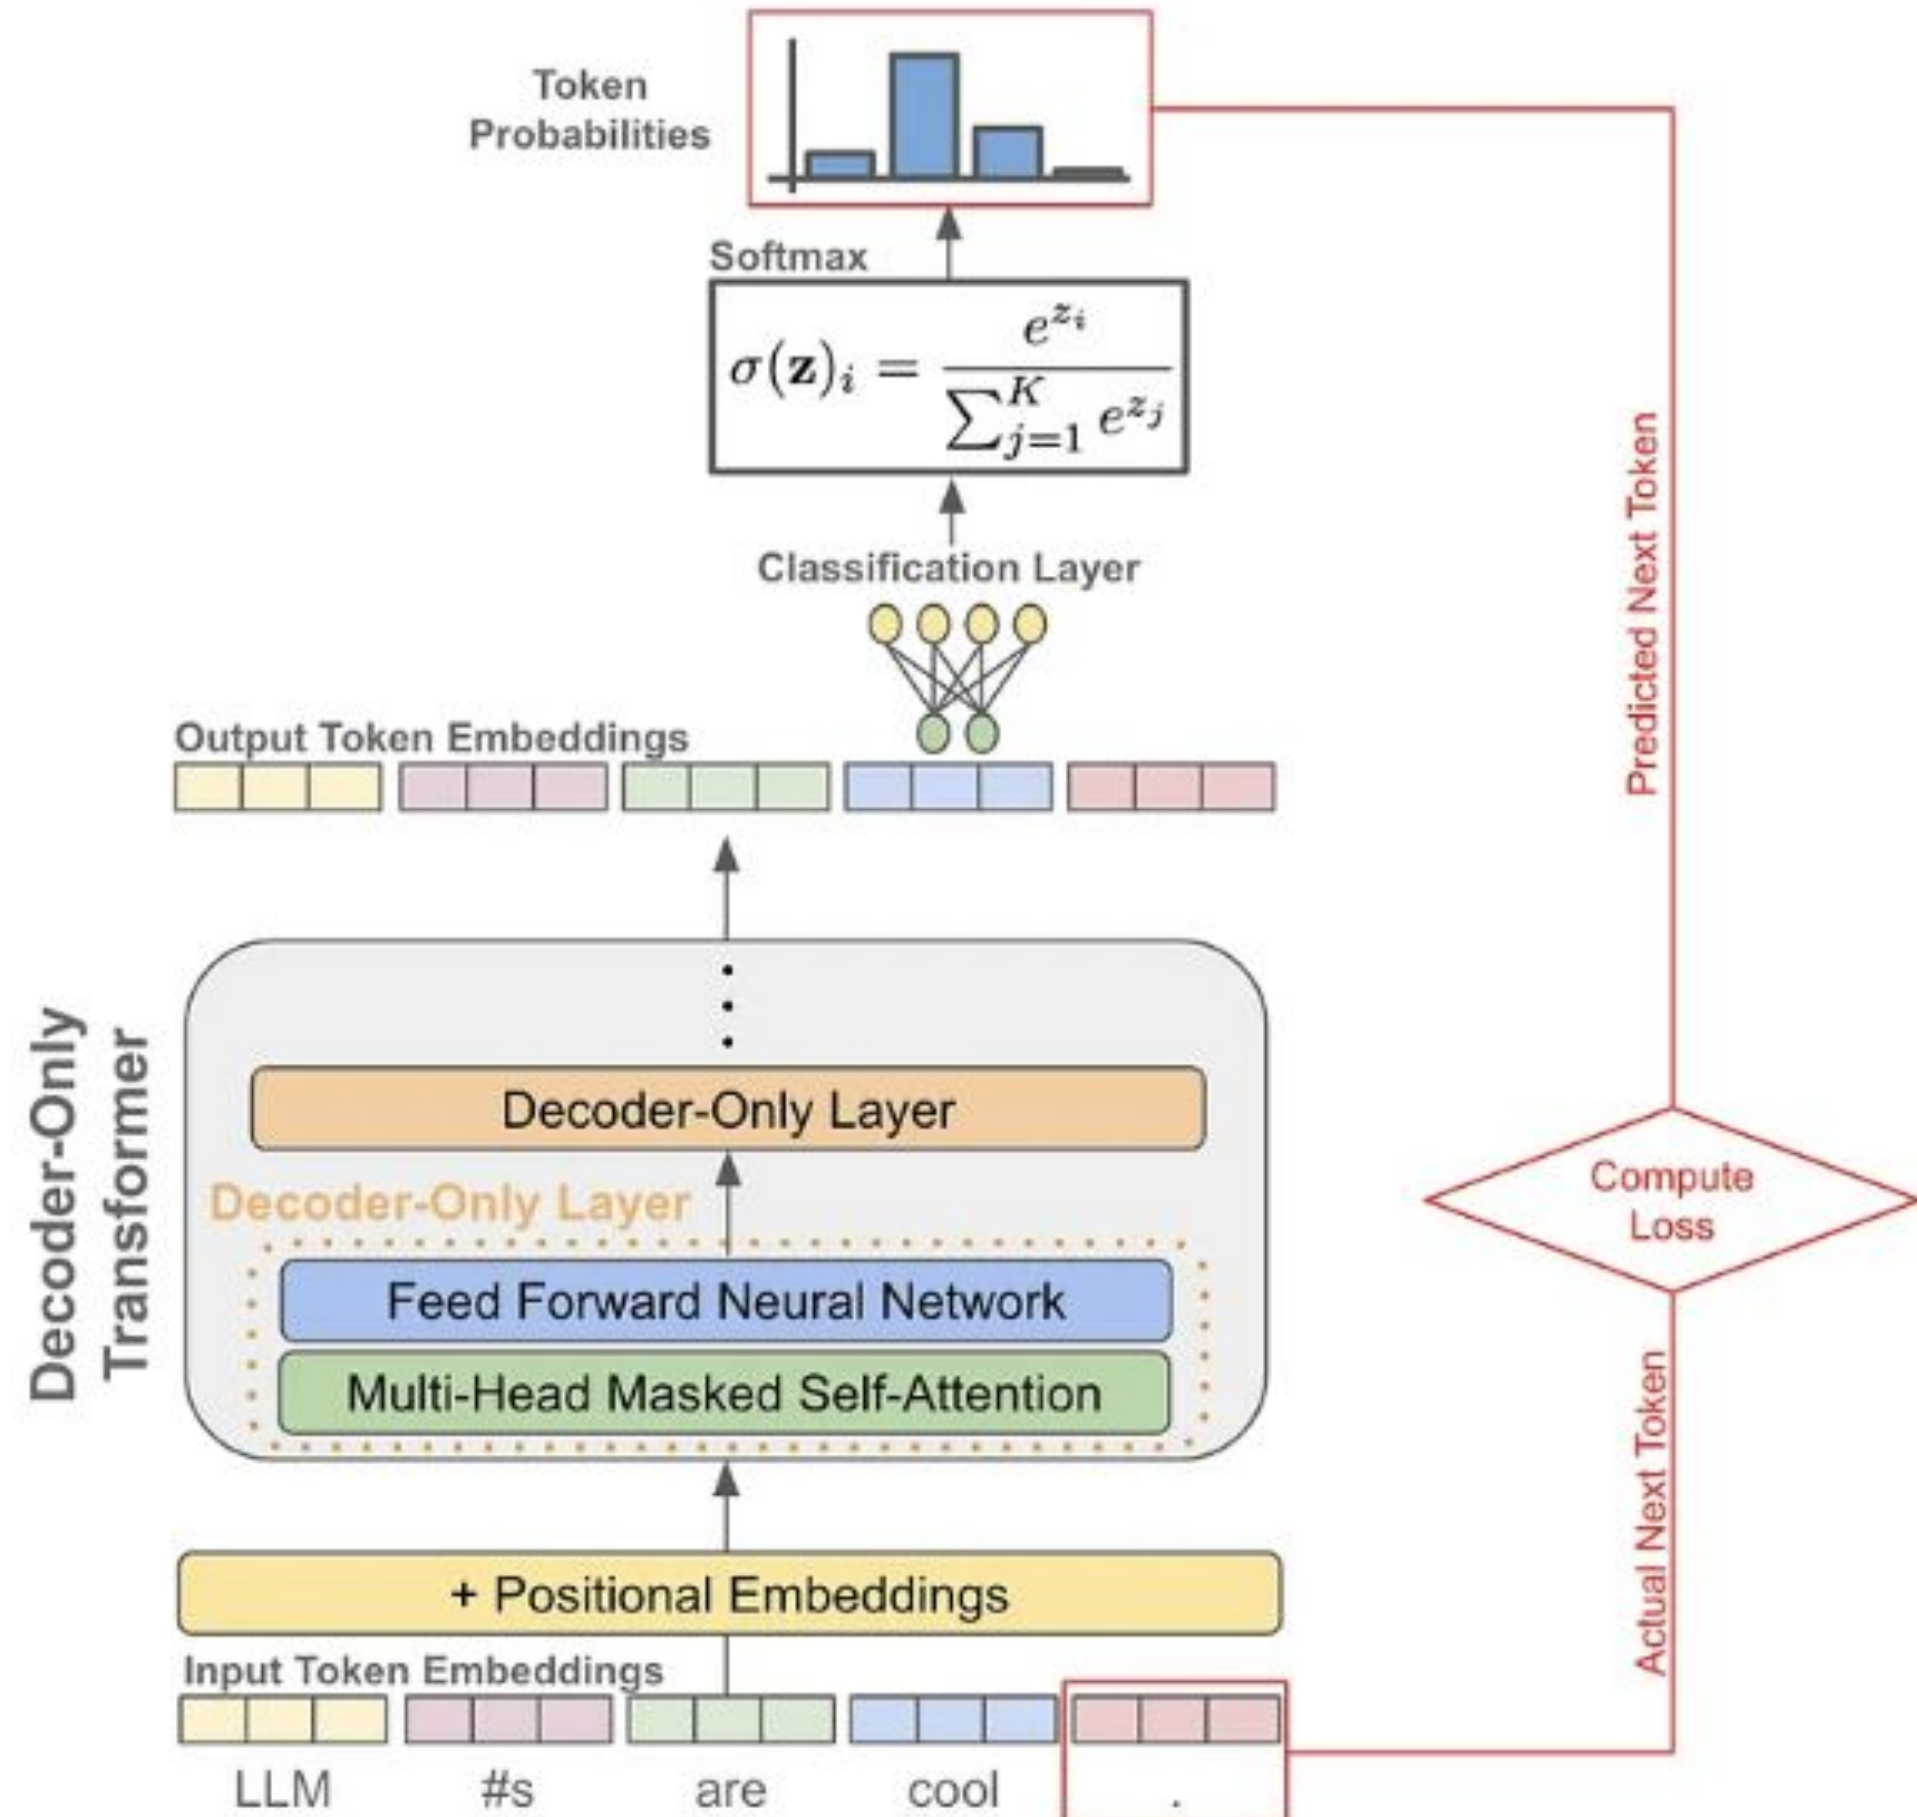 Token
Probabilities
Softmax
σ(𝐳)ᵢ = e^{z_i} / ∑_{j=1}^{K} e^{z_j}
Classification Layer
Output Token Embeddings
Predicted Next Token
Decoder-Only
Transformer
Decoder-Only Layer
Decoder-Only Layer
Feed Forward Neural Network
Multi-Head Masked Self-Attention
Compute
Loss
Actual Next Token
+ Positional Embeddings
Input Token Embeddings
LLM #s are cool .